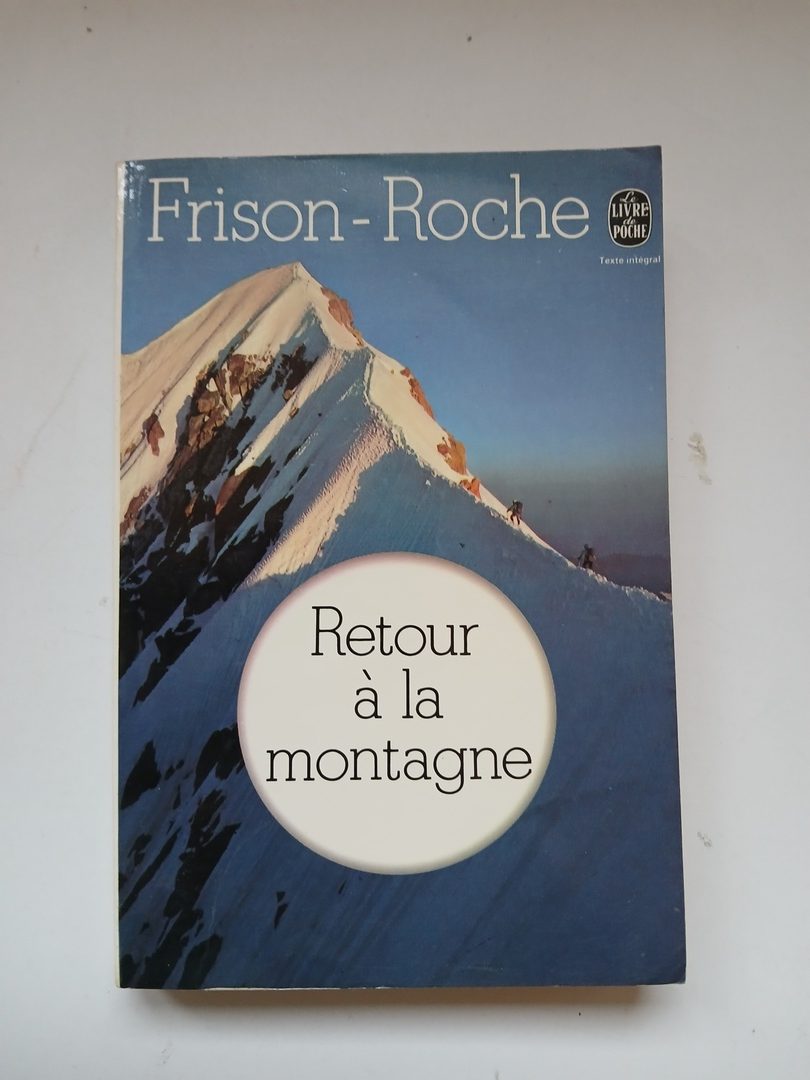 Frison-Roche
Le
LIVRE
de
POCHE
Texte intégral
Retour
à la
montagne